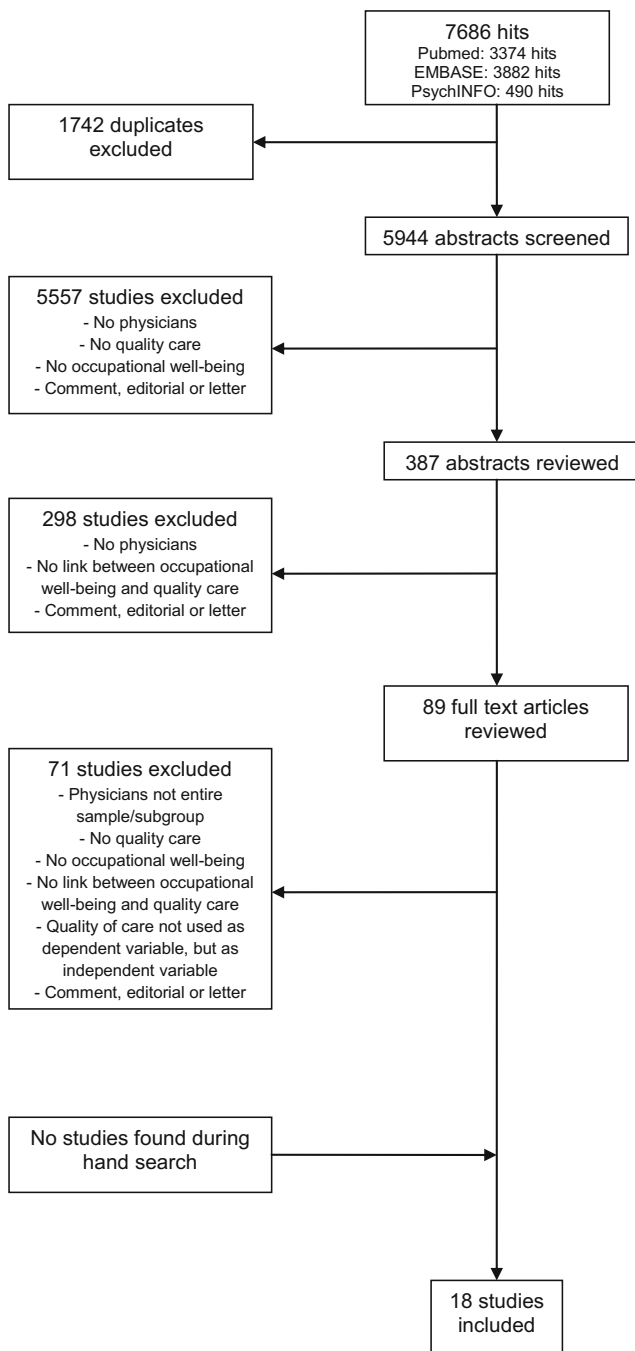 7686 hits
Pubmed: 3374 hits
EMBASE: 3882 hits
PsychINFO: 490 hits
1742 duplicates
excluded
5944 abstracts screened
5557 studies excluded
- No physicians
- No quality care
- No occupational well-being
- Comment, editorial or letter
387 abstracts reviewed
298 studies excluded
- No physicians
- No link between occupational
well-being and quality care
- Comment, editorial or letter
89 full text articles
reviewed
71 studies excluded
- Physicians not entire
sample/subgroup
- No quality care
- No occupational well-being
- No link between occupational
well-being and quality care
- Quality of care not used as
dependent variable, but as
independent variable
- Comment, editorial or letter
No studies found during
hand search
18 studies
included